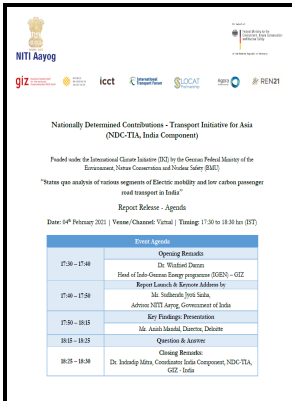 NITI Aayog
giz
icct
International Transport Forum
SLOCAT
Partnership
Agora
REN21
Nationally Determined Contributions - Transport Initiative for Asia
(NDC-TIA, India Component)
Funded under the International Climate Initiative (IKI) by the German Federal Ministry of the
Environment, Nature Conservation and Nuclear Safety (BMU)
“Status quo analysis of various segments of Electric mobility and low carbon passenger
road transport in India”
Report Release - Agenda
Date: 04th February 2021 | Venue/Channel: Virtual | Timing: 17:30 to 18:30 hrs (IST)
Event Agenda
17:30 – 17:40
Opening Remarks
Dr. Winfried Damm
Head of Indo-German Energy programme (IGEN) – GIZ
17:40 – 17:50
Report Launch & Keynote Address by
Mr. Sudhendu Jyoti Sinha,
Advisor NITI Aayog, Government of India
17:50 – 18:15
Key Findings: Presentation
Mr. Anish Mandal, Director, Deloitte
18:15 – 18:25
Question & Answer
18:25 – 18:30
Closing Remarks:
Dr. Indradip Mitra, Coordinator India Component, NDC-TIA,
GIZ - India